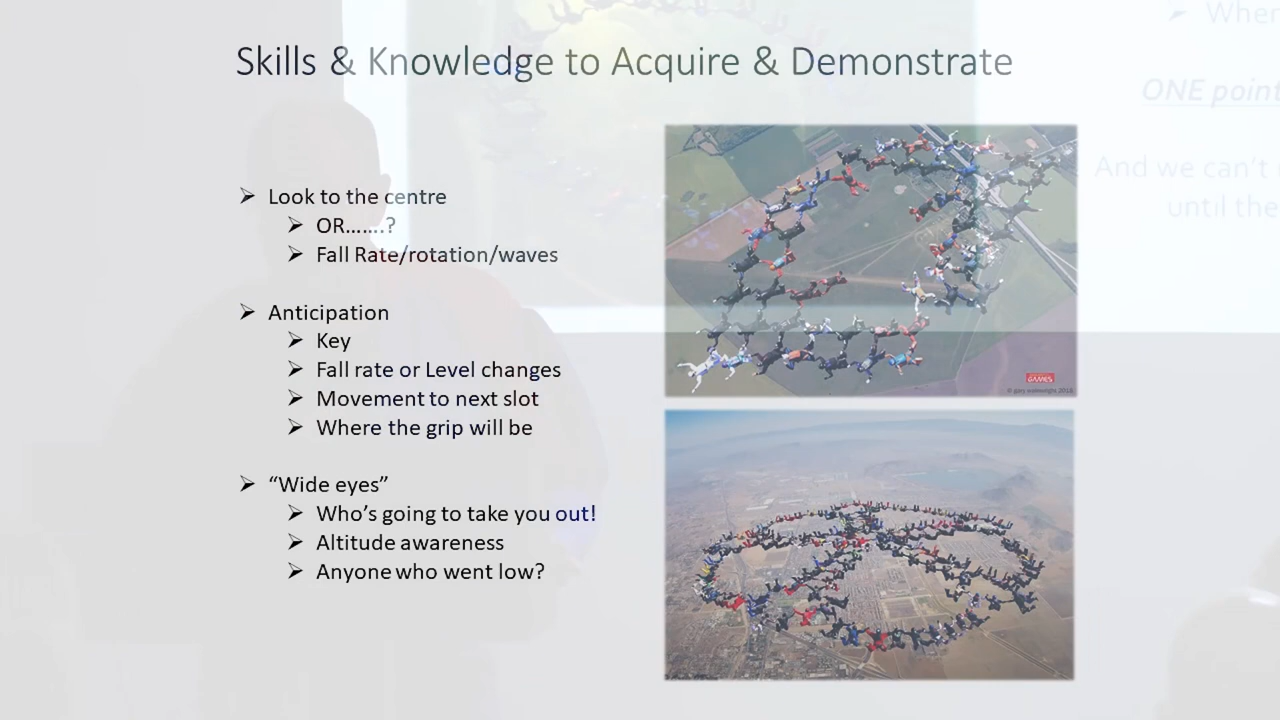 Skills & Knowledge to Acquire & Demonstrate
Look to the centre
OR…….?
Fall Rate/rotation/waves
Anticipation
Key
Fall rate or Level changes
Movement to next slot
Where the grip will be
“Wide eyes”
Who’s going to take you out!
Altitude awareness
Anyone who went low?
ONE point
And we can’t
until the
GAMES